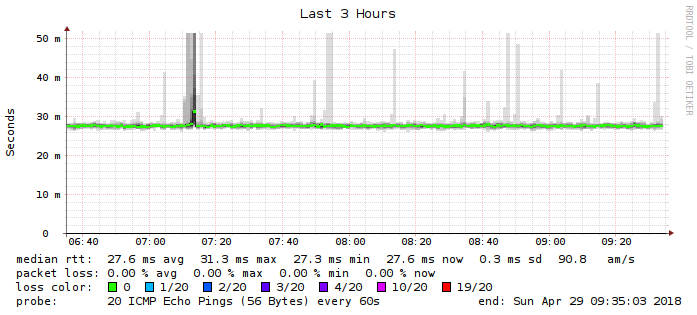 Last 3 Hours
RRDTOOL / TOBI OETIKER
Seconds
50 m
40 m
30 m
20 m
10 m
0
06:40 07:00 07:20 07:40 08:00 08:20 08:40 09:00 09:20
median rtt: 27.6 ms avg 31.3 ms max 27.3 ms min 27.6 ms now 0.3 ms sd 90.8 am/s
packet loss: 0.00 % avg 0.00 % max 0.00 % min 0.00 % now
loss color: 0 1/20 2/20 3/20 4/20 10/20 19/20
probe: 20 ICMP Echo Pings (56 Bytes) every 60s end: Sun Apr 29 09:35:03 2018